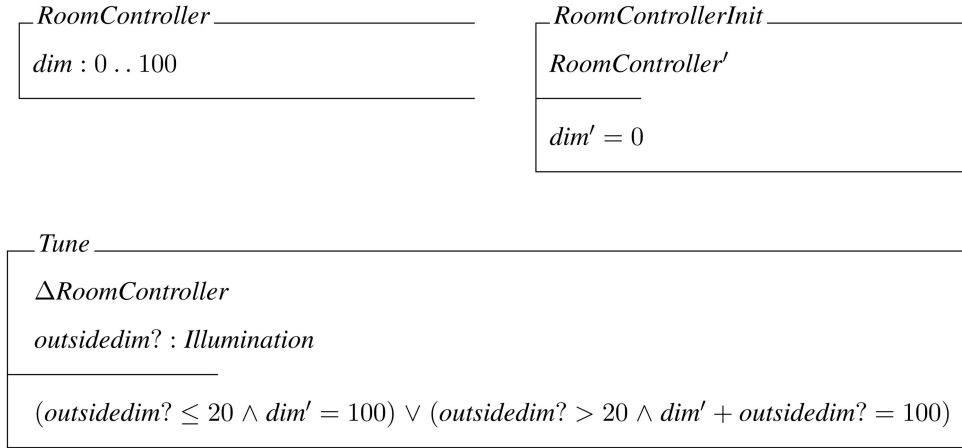 RoomController
dim : 0 . . 100
RoomControllerInit
RoomController′
dim′ = 0
Tune
ΔRoomController
outsidedim? : Illumination
(outsidedim? ≤ 20 ∧ dim′ = 100) ∨ (outsidedim? > 20 ∧ dim′ + outsidedim? = 100)